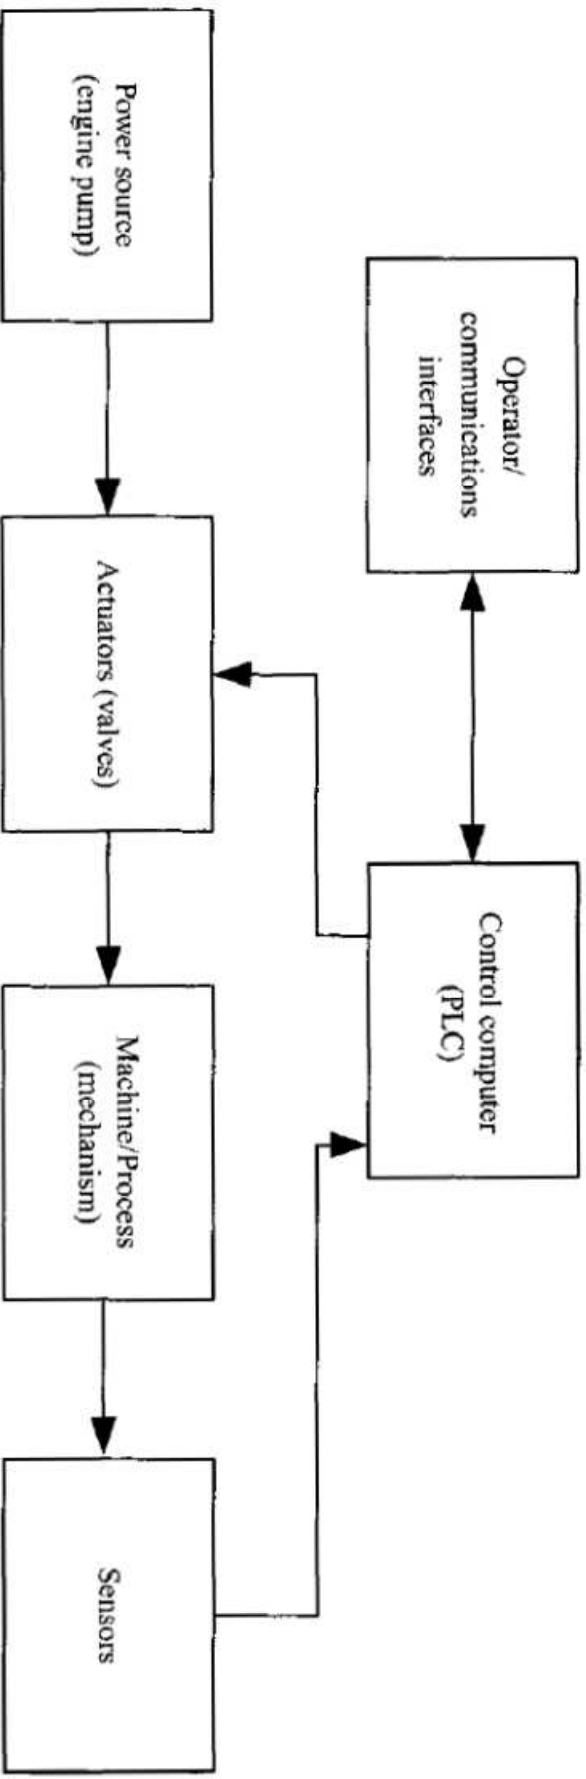 Operator/
communications
interfaces
Control computer
(PLC)
Power source
(engine pump)
Actuators (valves)
Machine/Process
(mechanism)
Sensors